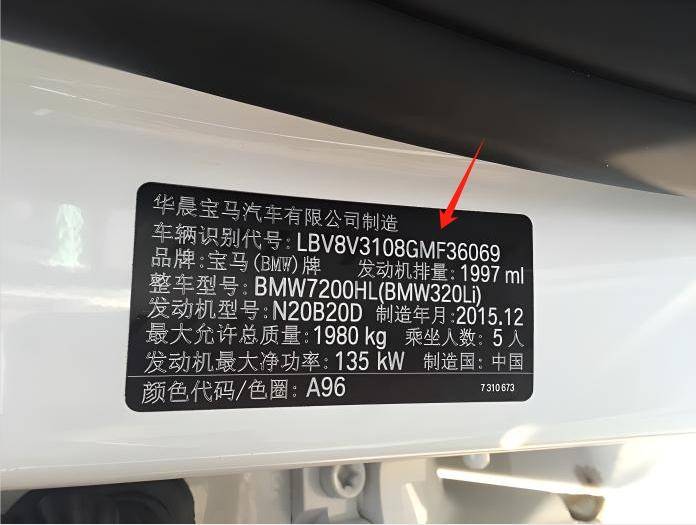 华晨宝马汽车有限公司制造
车辆识别代号: LBV8V3108GMF36069
品牌: 宝马(BMW)牌 发动机排量: 1997 ml
整车型号: BMW7200HL(BMW320Li)
发动机型号: N20B20D 制造年月: 2015.12
最大允许总质量: 1980 kg 乘坐人数: 5 人
发动机最大净功率: 135 kW 制造国: 中国
颜色代码/色圈: A96 7 310 673